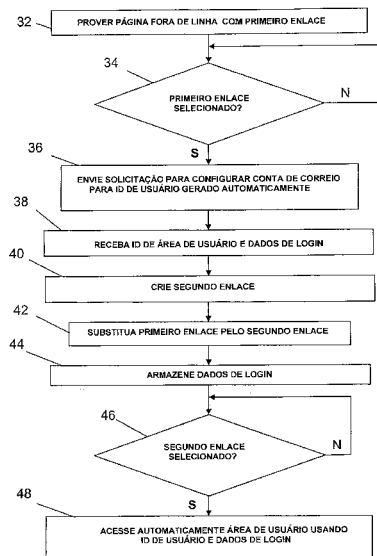 32
PROVER PÁGINA FORA DE LINHA COM PRIMEIRO ENLACE
34
PRIMEIRO ENLACE
SELECIONADO?
N
S
36
ENVIE SOLICITAÇÃO PARA CONFIGURAR CONTA DE CORREIO
PARA ID DE USUÁRIO GERADO AUTOMATICAMENTE
38
RECEBA ID DE ÁREA DE USUÁRIO E DADOS DE LOGIN
40
CRIE SEGUNDO ENLACE
42
SUBSTITUA PRIMEIRO ENLACE PELO SEGUNDO ENLACE
44
ARMAZENE DADOS DE LOGIN
46
SEGUNDO ENLACE
SELECIONADO?
N
S
48
ACESSE AUTOMATICAMENTE ÁREA DE USUÁRIO USANDO
ID DE USUÁRIO E DADOS DE LOGIN